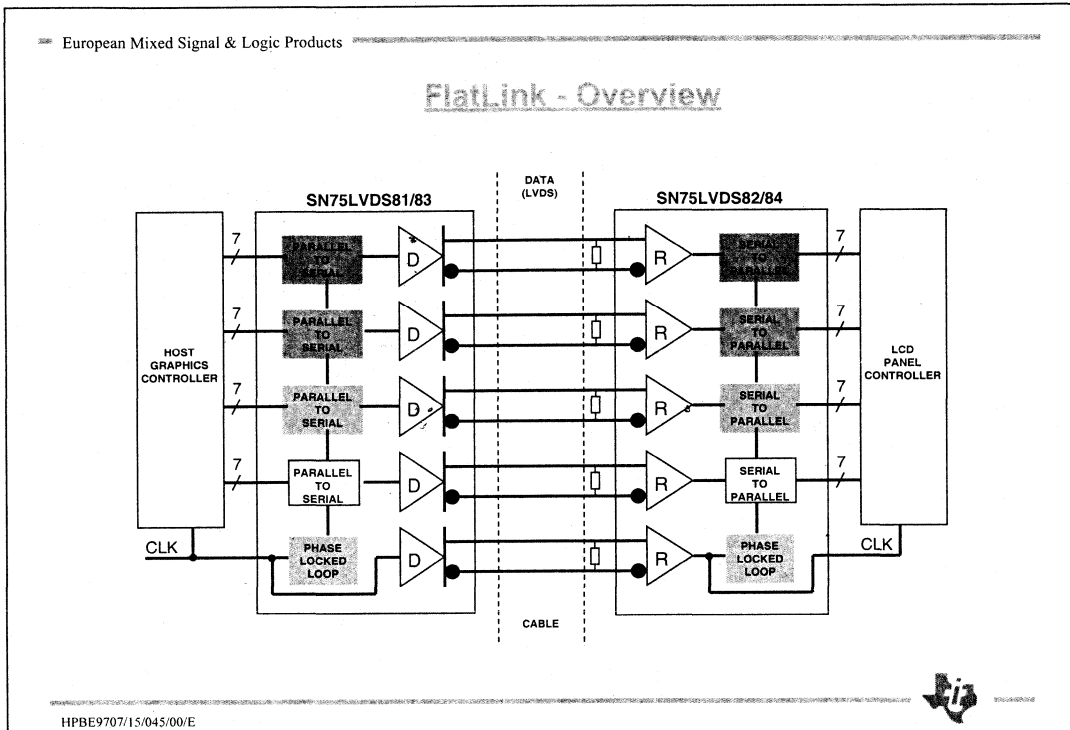 European Mixed Signal & Logic Products
FlatLink - Overview
DATA
(LVDS)
SN75LVDS81/83
SN75LVDS82/84
HOST
GRAPHICS
CONTROLLER
7
7
7
7
CLK
PARALLEL
TO
SERIAL
PARALLEL
TO
SERIAL
PARALLEL
TO
SERIAL
PARALLEL
TO
SERIAL
PHASE
LOCKED
LOOP
D
D
D
D
D
R
R
R
R
R
SERIAL
TO
PARALLEL
SERIAL
TO
PARALLEL
SERIAL
TO
PARALLEL
SERIAL
TO
PARALLEL
PHASE
LOCKED
LOOP
7
7
7
7
CLK
LCD
PANEL
CONTROLLER
CABLE
HPBE9707/15/045/00/E